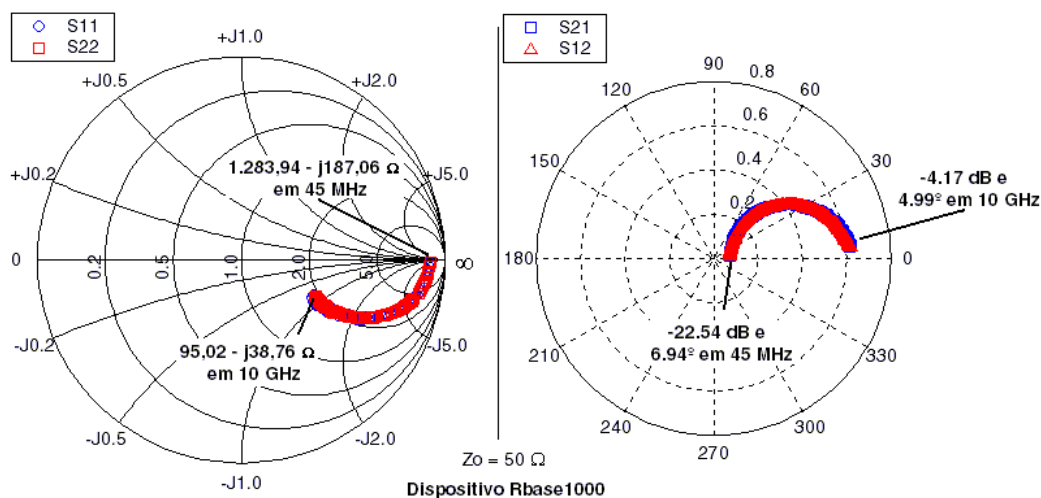 S11
S22
+J1.0
+J0.5
+J2.0
+J0.2
+J5.0
1.283,94 - j187,06 Ω
em 45 MHz
0
0.2
0.5
1.0
2.0
5.0
∞
-J0.2
-J5.0
95,02 - j38,76 Ω
em 10 GHz
-J0.5
-J2.0
-J1.0
S21
S12
90
0.8
120
60
0.6
150
0.4
30
0.2
-4.17 dB e
4.99º em 10 GHz
180
0
-22.54 dB e
6.94º em 45 MHz
210
330
240
300
270
Zo = 50 Ω
Dispositivo Rbase1000